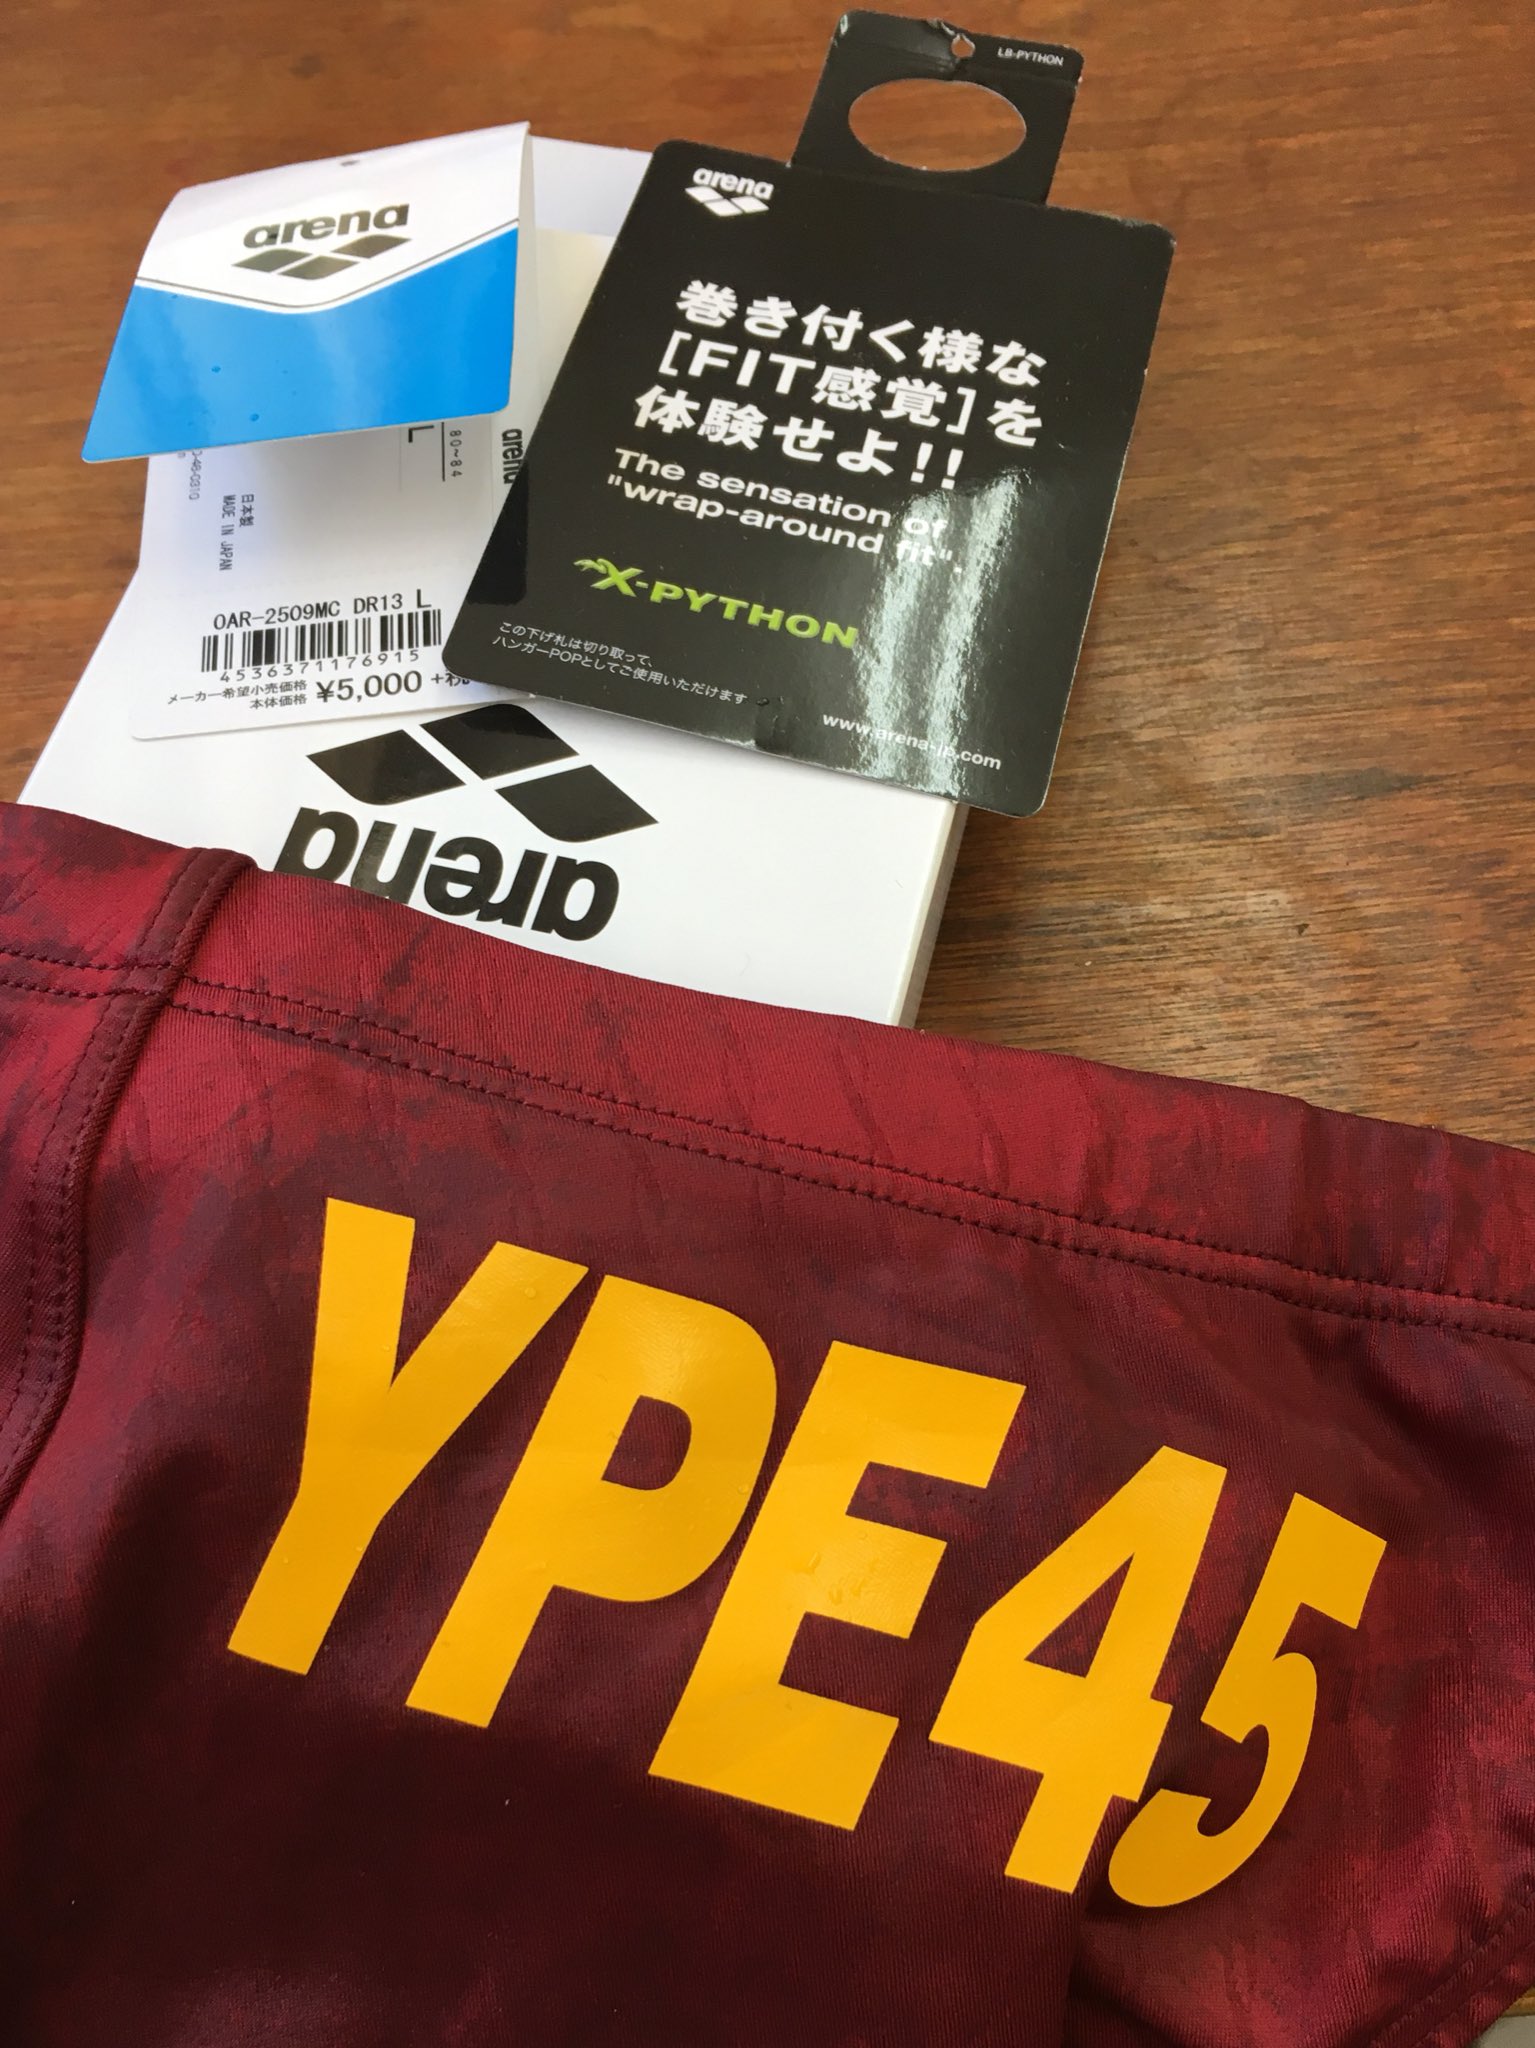 LB-PYTHON
arena
巻き付く様な
[FIT感覚]を
体験せよ!!
The sensation of
"wrap-around fit".
X-PYTHON
この下げ札は切り取って、
ハンガーPOPとしてご使用いただけます
www.arena-jp.com
arena
arena
80~84
L
日本製
MADE IN JAPAN
OAR-2509MC DR13 L
4536371176915
メーカー希望小売価格
本体価格
¥5,000
arena
YPE45